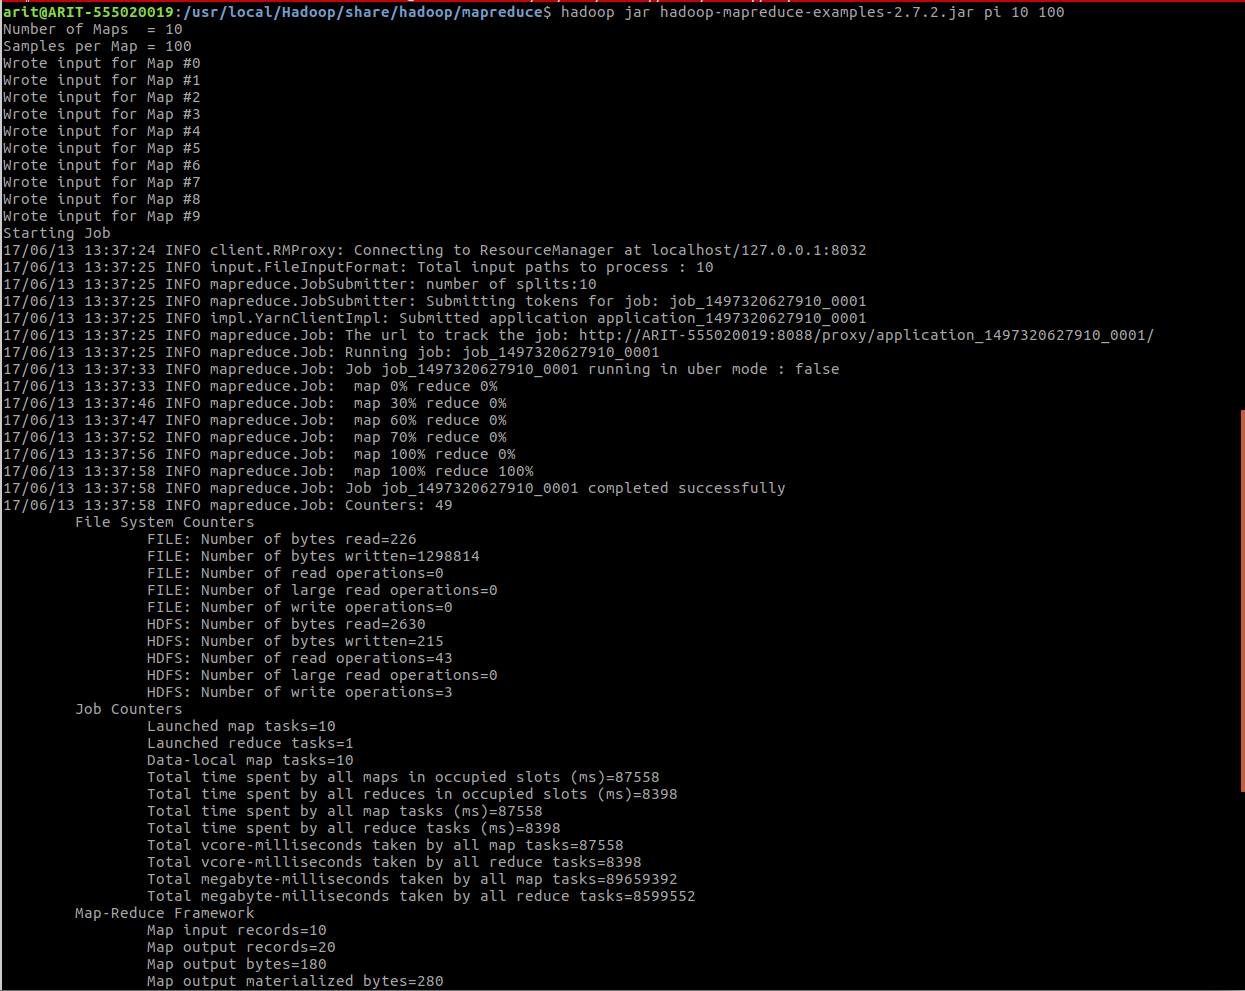 arit@ARIT-555020019:/usr/local/Hadoop/share/hadoop/mapreduce$ hadoop jar hadoop-mapreduce-examples-2.7.2.jar pi 10 100
Number of Maps  = 10
Samples per Map = 100
Wrote input for Map #0
Wrote input for Map #1
Wrote input for Map #2
Wrote input for Map #3
Wrote input for Map #4
Wrote input for Map #5
Wrote input for Map #6
Wrote input for Map #7
Wrote input for Map #8
Wrote input for Map #9
Starting Job
17/06/13 13:37:24 INFO client.RMProxy: Connecting to ResourceManager at localhost/127.0.0.1:8032
17/06/13 13:37:25 INFO input.FileInputFormat: Total input paths to process : 10
17/06/13 13:37:25 INFO mapreduce.JobSubmitter: number of splits:10
17/06/13 13:37:25 INFO mapreduce.JobSubmitter: Submitting tokens for job: job_1497320627910_0001
17/06/13 13:37:25 INFO impl.YarnClientImpl: Submitted application application_1497320627910_0001
17/06/13 13:37:25 INFO mapreduce.Job: The url to track the job: http://ARIT-555020019:8088/proxy/application_1497320627910_0001/
17/06/13 13:37:25 INFO mapreduce.Job: Running job: job_1497320627910_0001
17/06/13 13:37:33 INFO mapreduce.Job: Job job_1497320627910_0001 running in uber mode : false
17/06/13 13:37:33 INFO mapreduce.Job:  map 0% reduce 0%
17/06/13 13:37:46 INFO mapreduce.Job:  map 30% reduce 0%
17/06/13 13:37:47 INFO mapreduce.Job:  map 60% reduce 0%
17/06/13 13:37:52 INFO mapreduce.Job:  map 70% reduce 0%
17/06/13 13:37:56 INFO mapreduce.Job:  map 100% reduce 0%
17/06/13 13:37:58 INFO mapreduce.Job:  map 100% reduce 100%
17/06/13 13:37:58 INFO mapreduce.Job: Job job_1497320627910_0001 completed successfully
17/06/13 13:37:58 INFO mapreduce.Job: Counters: 49
File System Counters
FILE: Number of bytes read=226
FILE: Number of bytes written=1298814
FILE: Number of read operations=0
FILE: Number of large read operations=0
FILE: Number of write operations=0
HDFS: Number of bytes read=2630
HDFS: Number of bytes written=215
HDFS: Number of read operations=43
HDFS: Number of large read operations=0
HDFS: Number of write operations=3
Job Counters
Launched map tasks=10
Launched reduce tasks=1
Data-local map tasks=10
Total time spent by all maps in occupied slots (ms)=87558
Total time spent by all reduces in occupied slots (ms)=8398
Total time spent by all map tasks (ms)=87558
Total time spent by all reduce tasks (ms)=8398
Total vcore-milliseconds taken by all map tasks=87558
Total vcore-milliseconds taken by all reduce tasks=8398
Total megabyte-milliseconds taken by all map tasks=89659392
Total megabyte-milliseconds taken by all reduce tasks=8599552
Map-Reduce Framework
Map input records=10
Map output records=20
Map output bytes=180
Map output materialized bytes=280